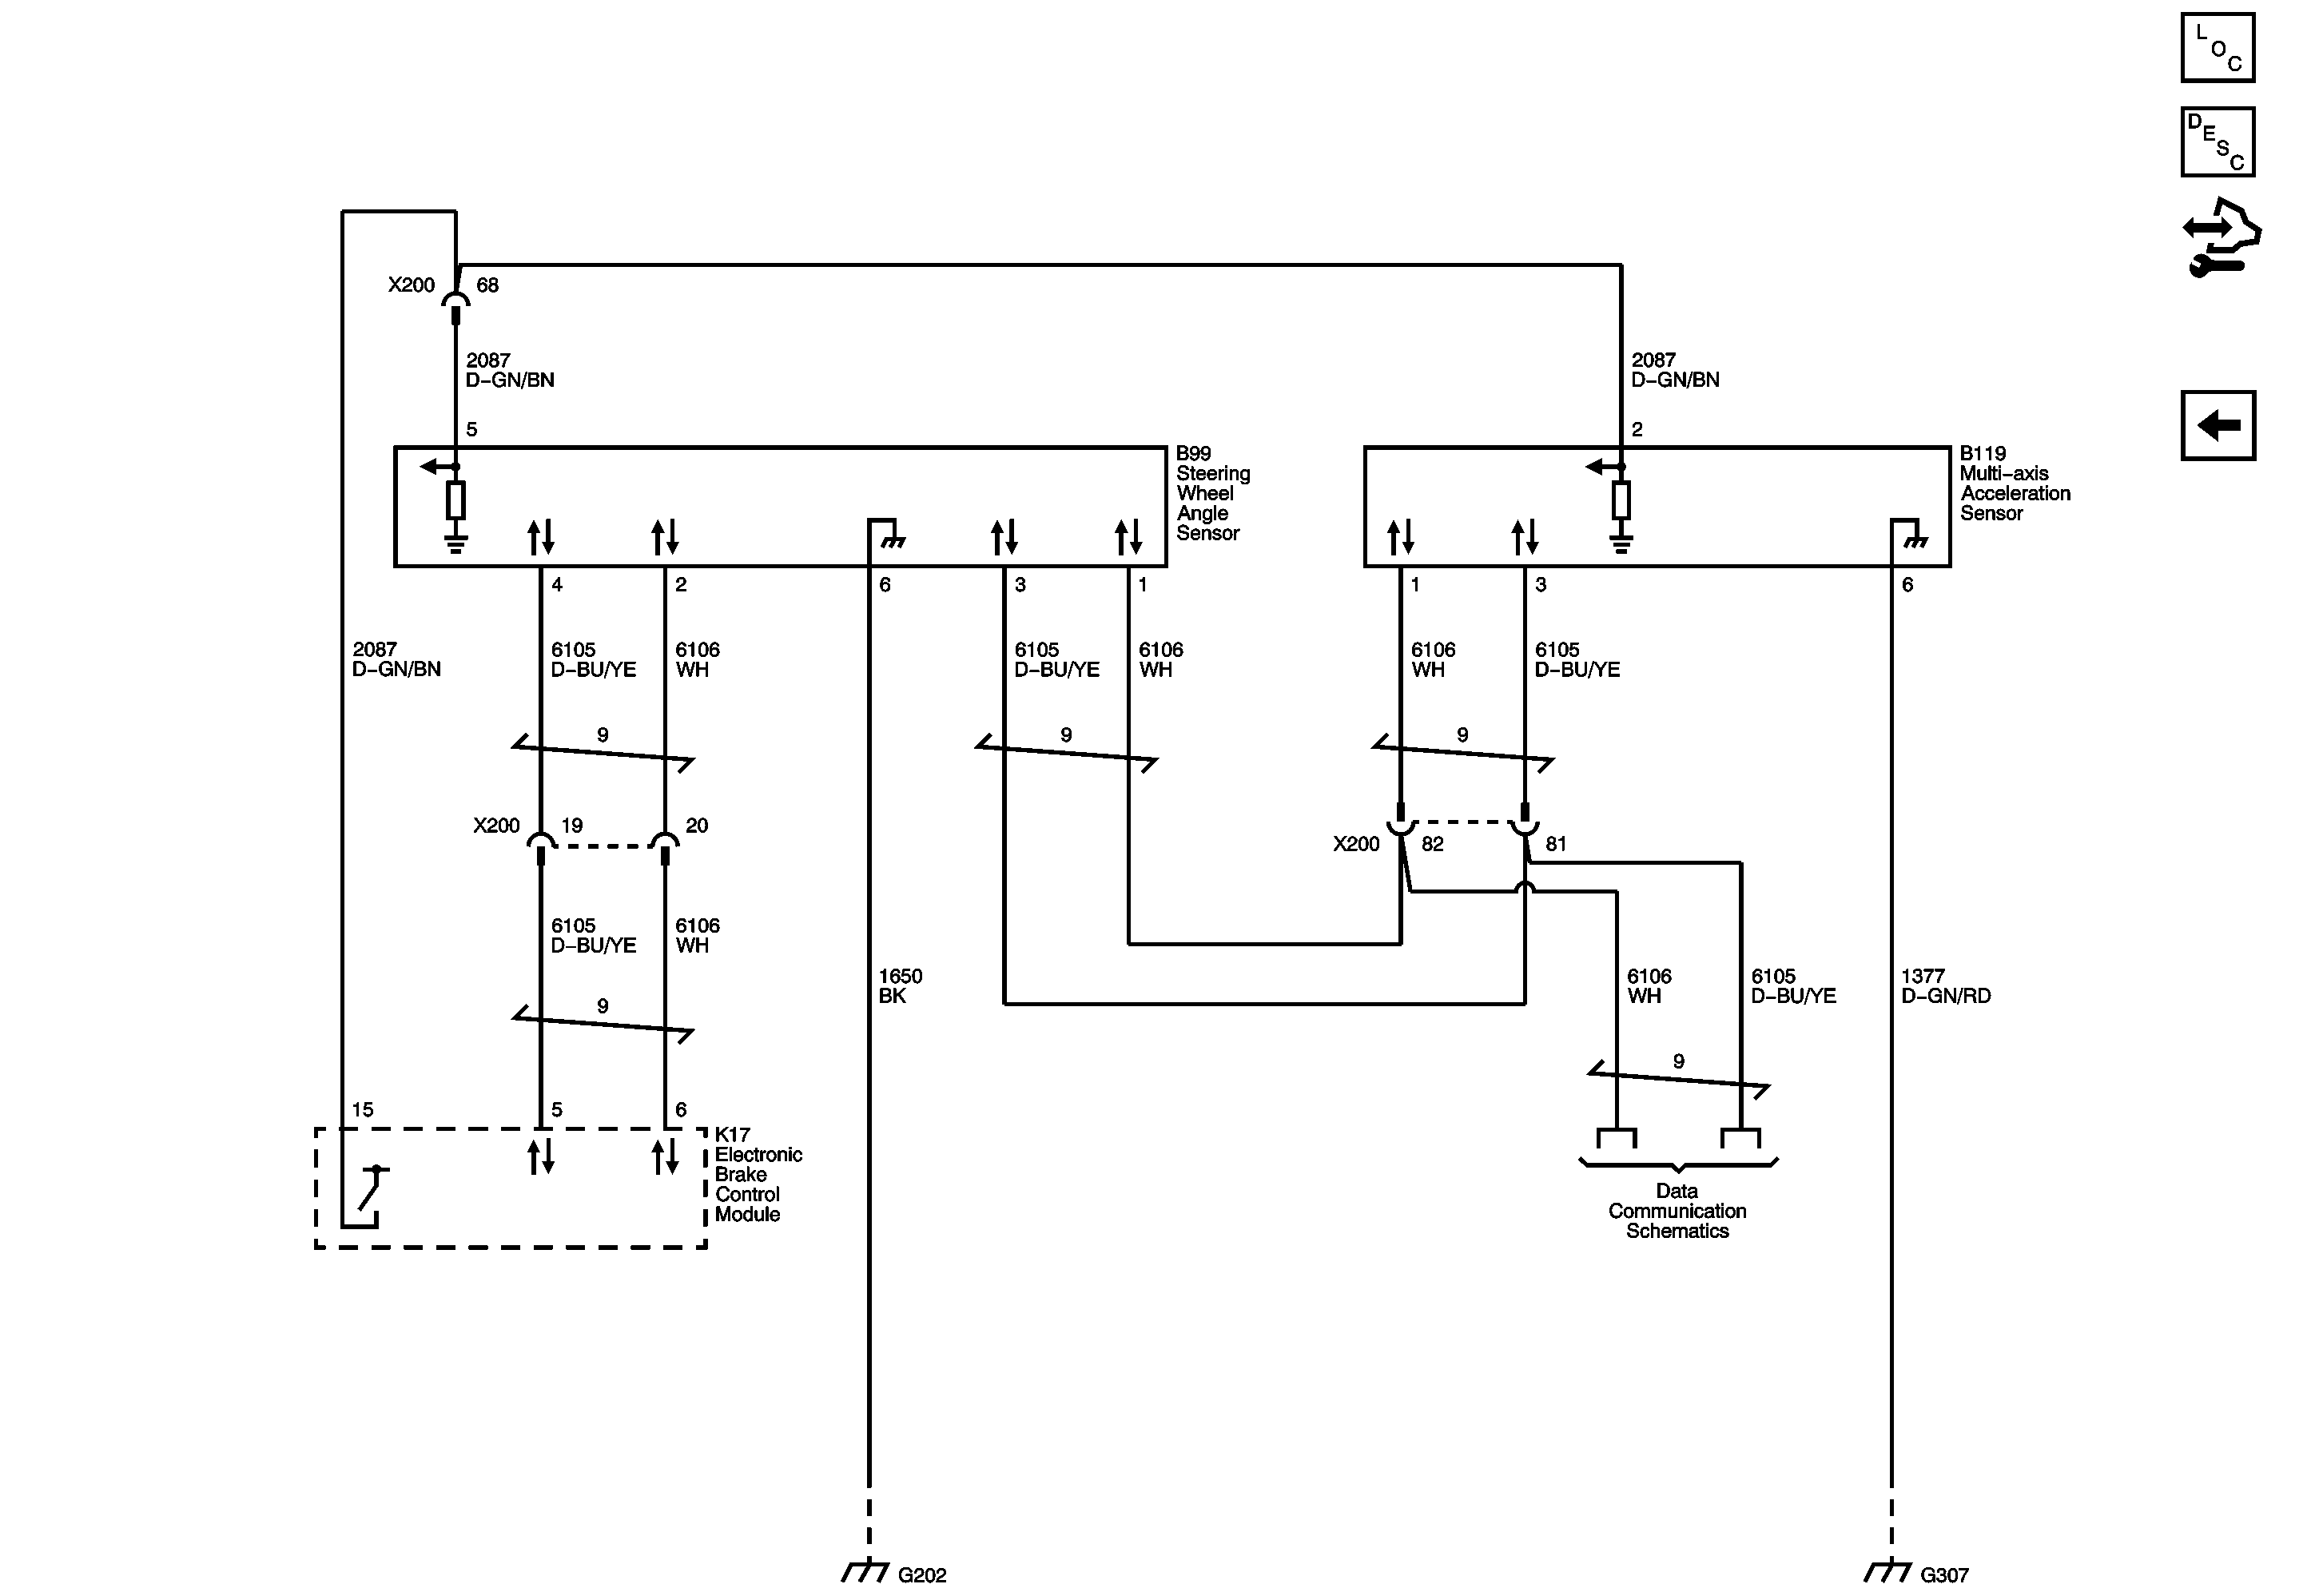 LOC
DESC
X200 68
2087
D-GN/BN
2087
D-GN/BN
5
2
B99
Steering
Wheel
Angle
Sensor
B119
Multi-axis
Acceleration
Sensor
4 2 6 3 1 1 3 6
2087
D-GN/BN
6105
D-BU/YE
6106
WH
6105
D-BU/YE
6106
WH
6106
WH
6105
D-BU/YE
9 9 9
X200 19 20
X200 82 81
6105
D-BU/YE
6106
WH
1650
BK
6106
WH
6105
D-BU/YE
1377
D-GN/RD
9
9
15 5 6
K17
Electronic
Brake
Control
Module
Data
Communication
Schematics
G202
G307